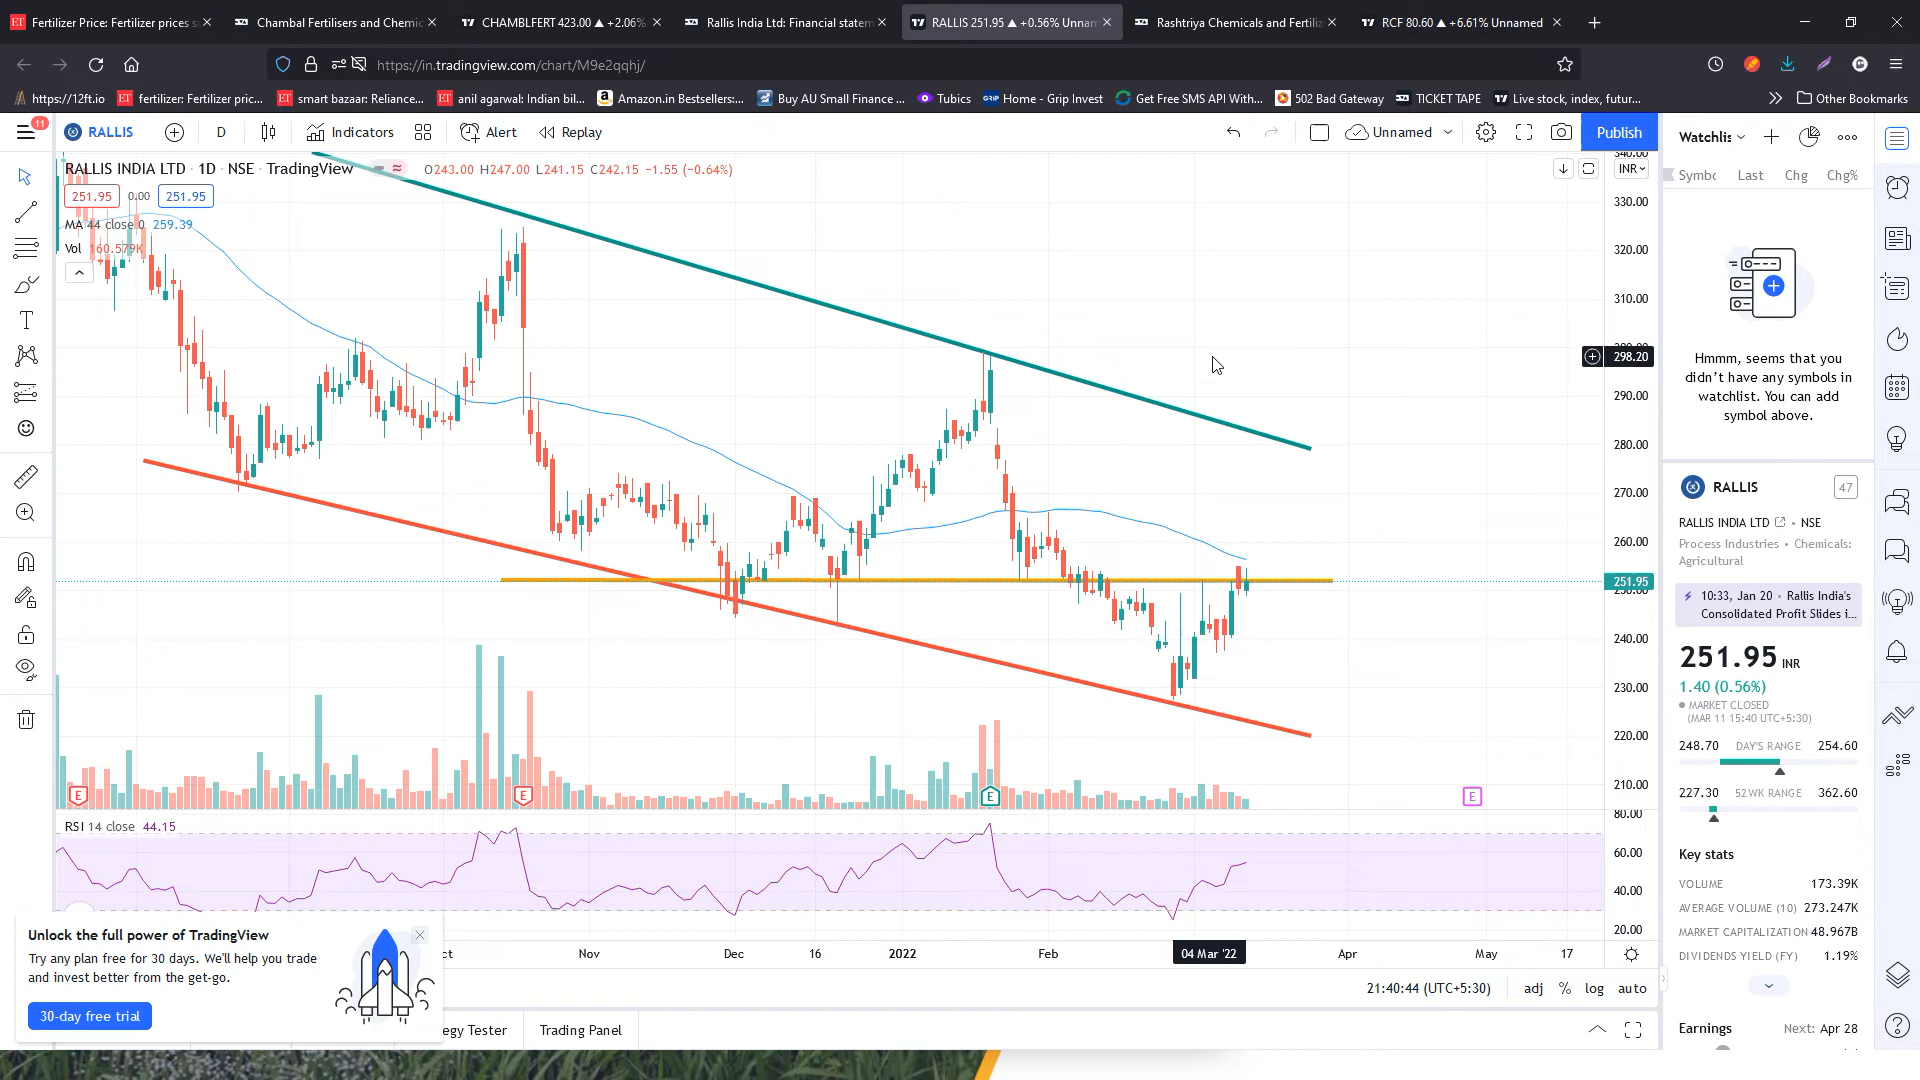 Fertilizer Price: Fertilizer prices s
Chambal Fertilisers and Chemic
CHAMBLFERT 423.00 ▲ +2.06%
Rallis India Ltd: Financial statem
RALLIS 251.95 ▲ +0.56% Unnam
Rashtriya Chemicals and Fertiliz
RCF 80.60 ▲ +6.61% Unnamed
https://in.tradingview.com/chart/M9e2qqhj/
https://12ft.io
fertilizer: Fertilizer pric...
smart bazaar: Reliance...
anil agarwal: Indian bil...
Amazon.in Bestsellers:...
Buy AU Small Finance ...
Tubics
Home - Grip Invest
Get Free SMS API With...
502 Bad Gateway
TICKET TAPE
Live stock, index, futur...
Other Bookmarks
11
RALLIS
D
Indicators
Alert
Replay
Unnamed
Publish
Watchlist
RALLIS INDIA LTD · 1D · NSE · TradingView
O243.00 H247.00 L241.15 C242.15 −1.55 (−0.64%)
INR
Symbc Last Chg Chg%
251.95 0.00 251.95
MA 44 close 0 259.39
Vol 160.579K
340.00
330.00
320.00
310.00
300.00
298.20
290.00
280.00
270.00
260.00
251.95
250.00
240.00
230.00
220.00
210.00
E
E
E
E
RSI 14 close 44.15
80.00
60.00
40.00
20.00
ct
Nov
Dec
16
2022
Feb
04 Mar '22
Apr
May
17
21:40:44 (UTC+5:30)
adj % log auto
egy Tester
Trading Panel
Unlock the full power of TradingView
Try any plan free for 30 days. We'll help you trade
and invest better from the get-go.
30-day free trial
Hmmm, seems that you
didn't have any symbols in
watchlist. You can add
symbol above.
RALLIS
47
RALLIS INDIA LTD • NSE
Process Industries • Chemicals:
Agricultural
10:33, Jan 20 • Rallis India's
Consolidated Profit Slides i...
251.95 INR
1.40 (0.56%)
MARKET CLOSED
(MAR 11 15:40 UTC+5:30)
248.70 DAY'S RANGE 254.60
227.30 52 WK RANGE 362.60
Key stats
VOLUME 173.39K
AVERAGE VOLUME (10) 273.247K
MARKET CAPITALIZATION 48.967B
DIVIDENDS YIELD (FY) 1.19%
Earnings Next: Apr 28